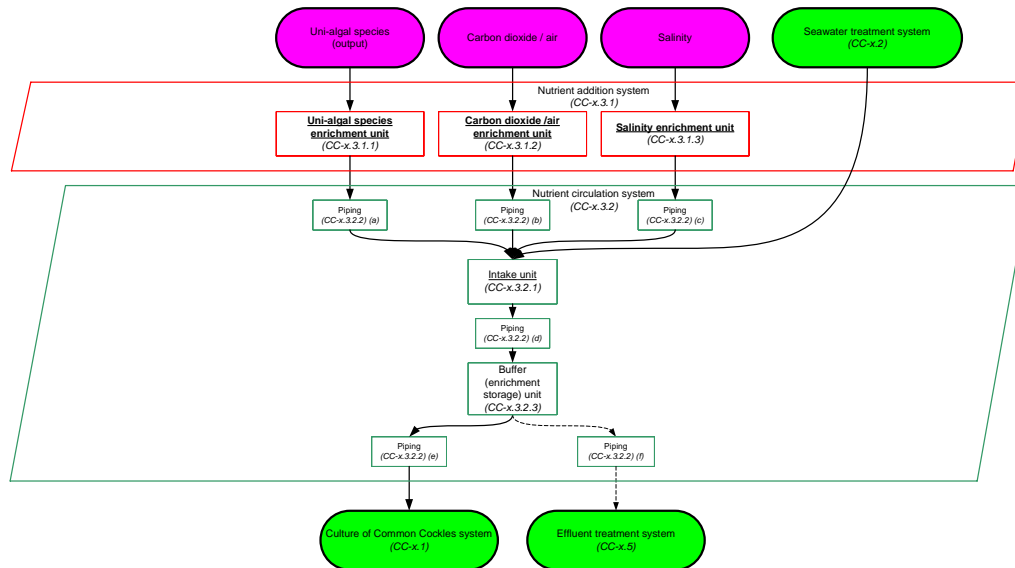 Uni-algal species
(output)
Carbon dioxide / air
Salinity
Seawater treatment system
(CC-x.2)
Nutrient addition system
(CC-x.3.1)
Uni-algal species
enrichment unit
(CC-x.3.1.1)
Carbon dioxide /air
enrichment unit
(CC-x.3.1.2)
Salinity enrichment unit
(CC-x.3.1.3)
Nutrient circulation system
(CC-x.3.2)
Piping
(CC-x.3.2.2) (a)
Piping
(CC-x.3.2.2) (b)
Piping
(CC-x.3.2.2) (c)
Intake unit
(CC-x.3.2.1)
Piping
(CC-x.3.2.2) (d)
Buffer
(enrichment
storage) unit
(CC-x.3.2.3)
Piping
(CC-x.3.2.2) (e)
Piping
(CC-x.3.2.2) (f)
Culture of Common Cockles system
(CC-x.1)
Effluent treatment system
(CC-x.5)